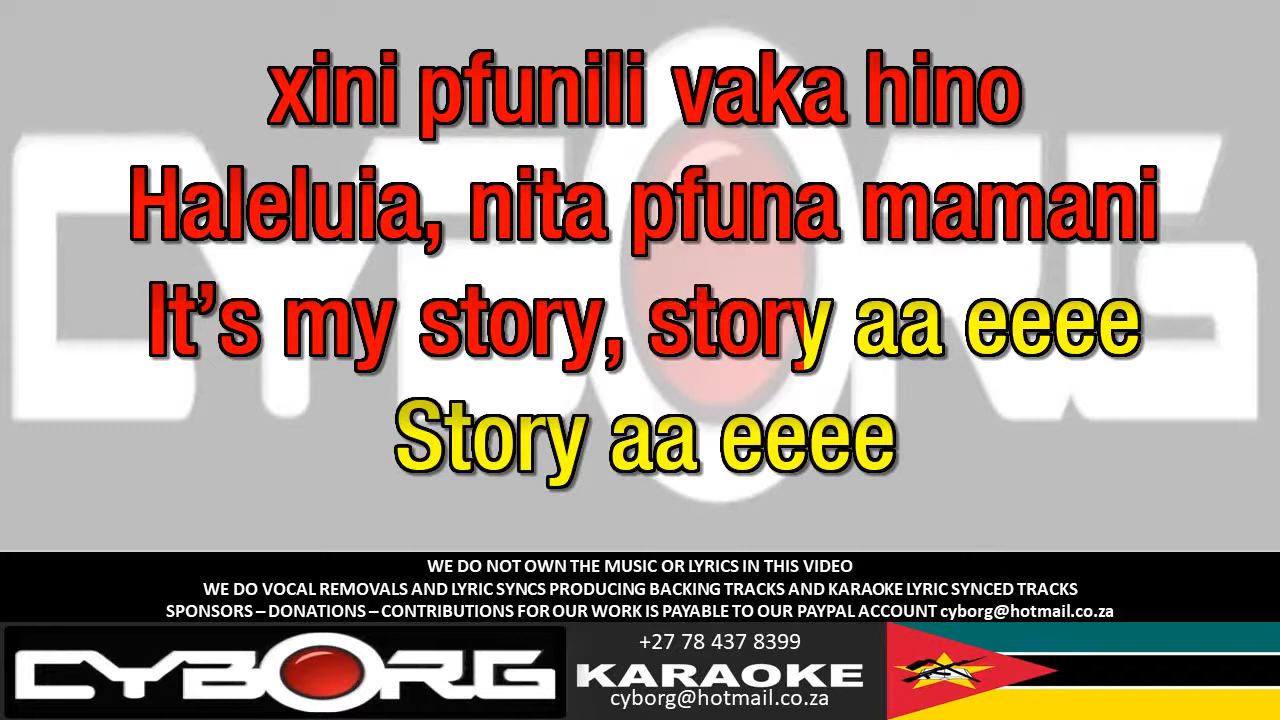 xini pfunili vaka hino
Haleluia, nita pfuna mamani
It's my story, story aa eeee
Story aa eeee
CYBORG
WE DO NOT OWN THE MUSIC OR LYRICS IN THIS VIDEO
WE DO VOCAL REMOVALS AND LYRIC SYNCS PRODUCING BACKING TRACKS AND KARAOKE LYRIC SYNCED TRACKS
SPONSORS – DONATIONS – CONTRIBUTIONS FOR OUR WORK IS PAYABLE TO OUR PAYPAL ACCOUNT cyborg@hotmail.co.za
CYBORG
+27 78 437 8399
KARAOKE
cyborg@hotmail.co.za